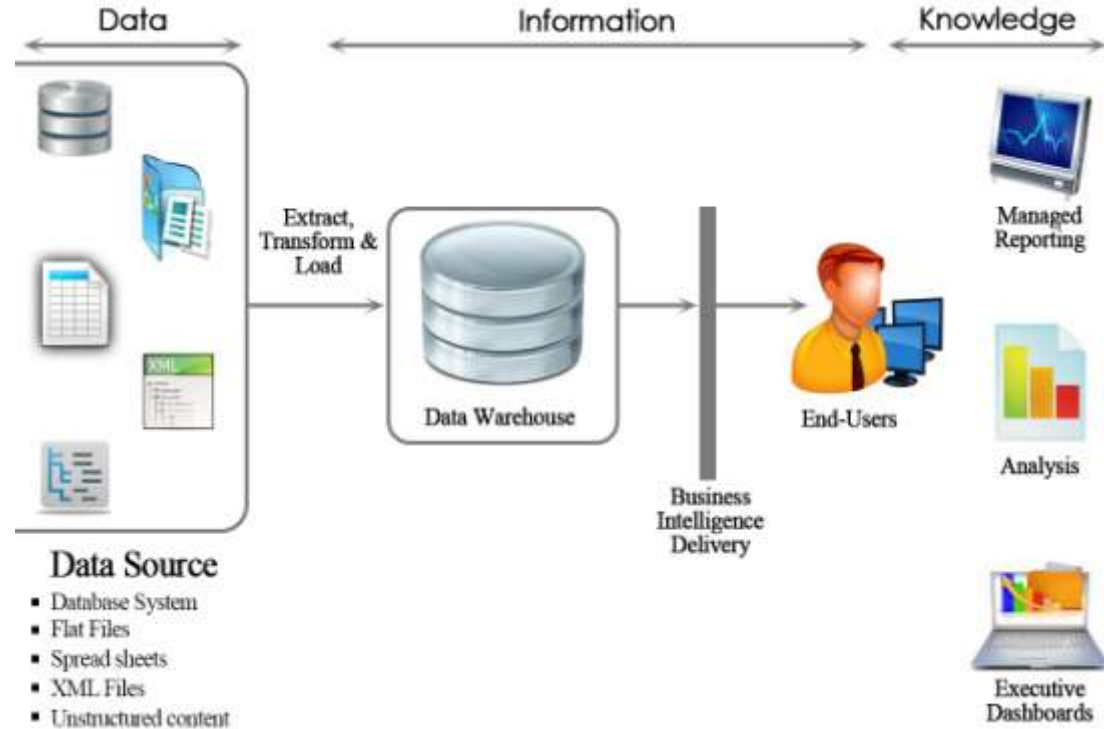 Data
Information
Knowledge
Extract,
Transform &
Load
XML
Data Warehouse
Business
Intelligence
Delivery
End-Users
Managed
Reporting
Analysis
Executive
Dashboards
Data Source
▪ Database System
▪ Flat Files
▪ Spread sheets
▪ XML Files
▪ Unstructured content